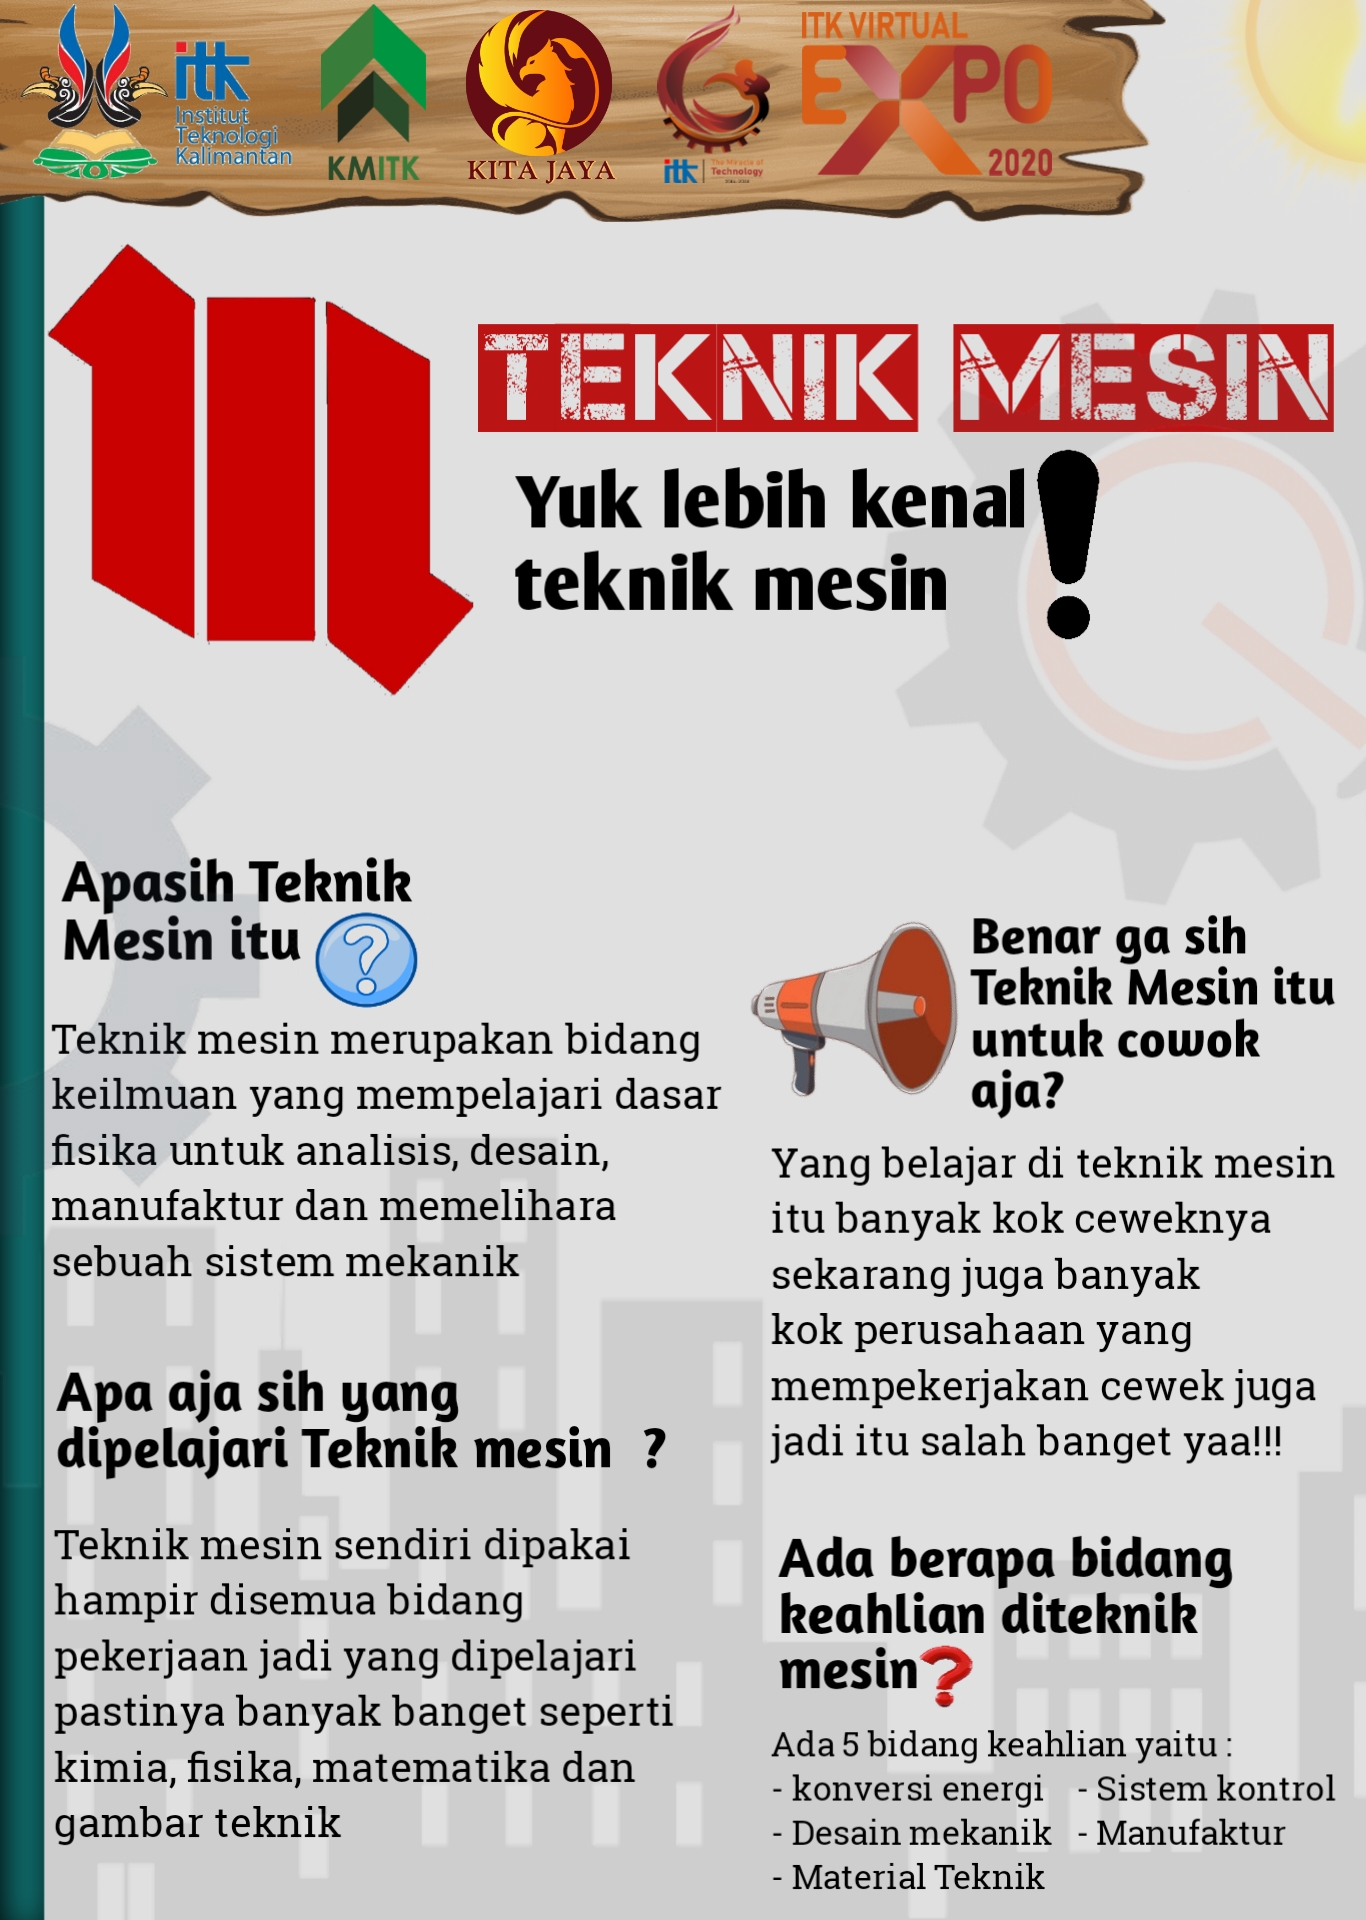 itk
Institut
Teknologi
Kalimantan
KMITK
KITA JAYA
itk
The Miracle of
Technology
ITK VIRTUAL
EXPO
2020
TEKNIK MESIN
Yuk lebih kenal
teknik mesin !
Apasih Teknik
Mesin itu ?
Teknik mesin merupakan bidang
keilmuan yang mempelajari dasar
fisika untuk analisis, desain,
manufaktur dan memelihara
sebuah sistem mekanik
Apa aja sih yang
dipelajari Teknik mesin ?
Teknik mesin sendiri dipakai
hampir disemua bidang
pekerjaan jadi yang dipelajari
pastinya banyak banget seperti
kimia, fisika, matematika dan
gambar teknik
Benar ga sih
Teknik Mesin itu
untuk cowok
aja?
Yang belajar di teknik mesin
itu banyak kok ceweknya
sekarang juga banyak
kok perusahaan yang
mempekerjakan cewek juga
jadi itu salah banget yaa!!!
Ada berapa bidang
keahlian diteknik
mesin?
Ada 5 bidang keahlian yaitu :
- konversi energi - Sistem kontrol
- Desain mekanik - Manufaktur
- Material Teknik